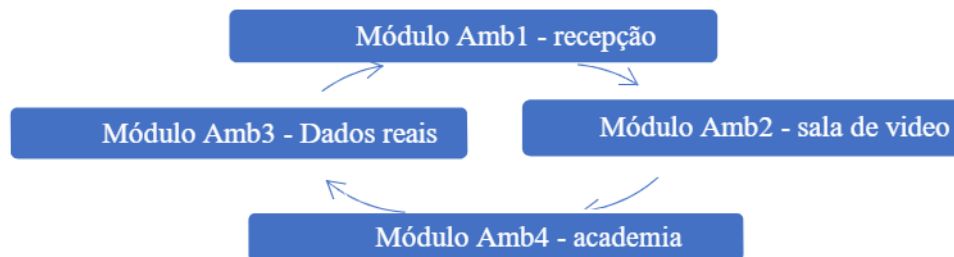 Módulo Amb1 - recepção
Módulo Amb3 - Dados reais
Módulo Amb2 - sala de video
Módulo Amb4 - academia